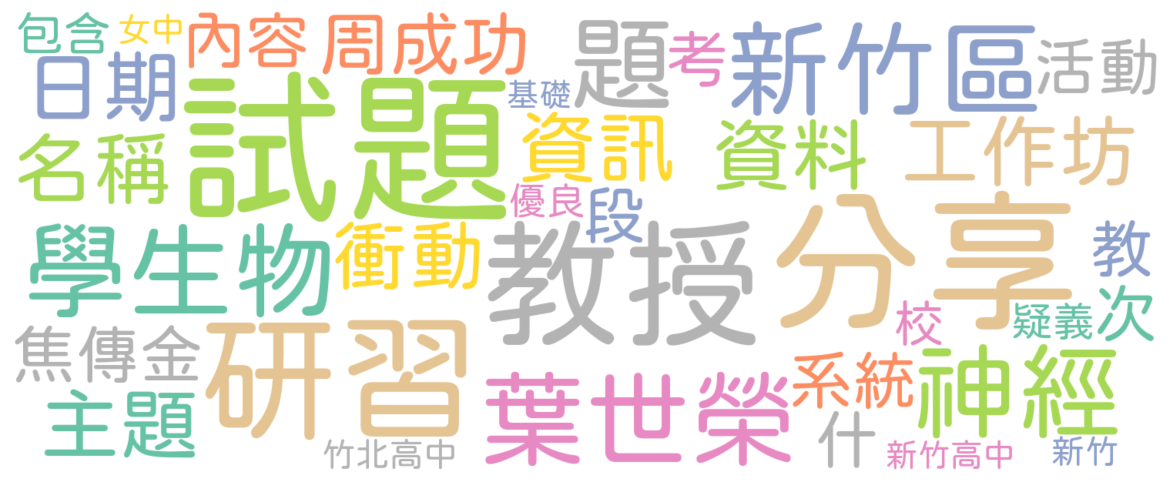 包含
女中
內容
周成功
題
考
新竹區
活動
日期
試題
基礎
名稱
資訊
資料
工作坊
優良
段
學生物
衝動
教授
分享
教
校
疑義
次
焦傳金
研習
主題
葉世榮
系統
神經
竹北高中
什
新竹高中
新竹